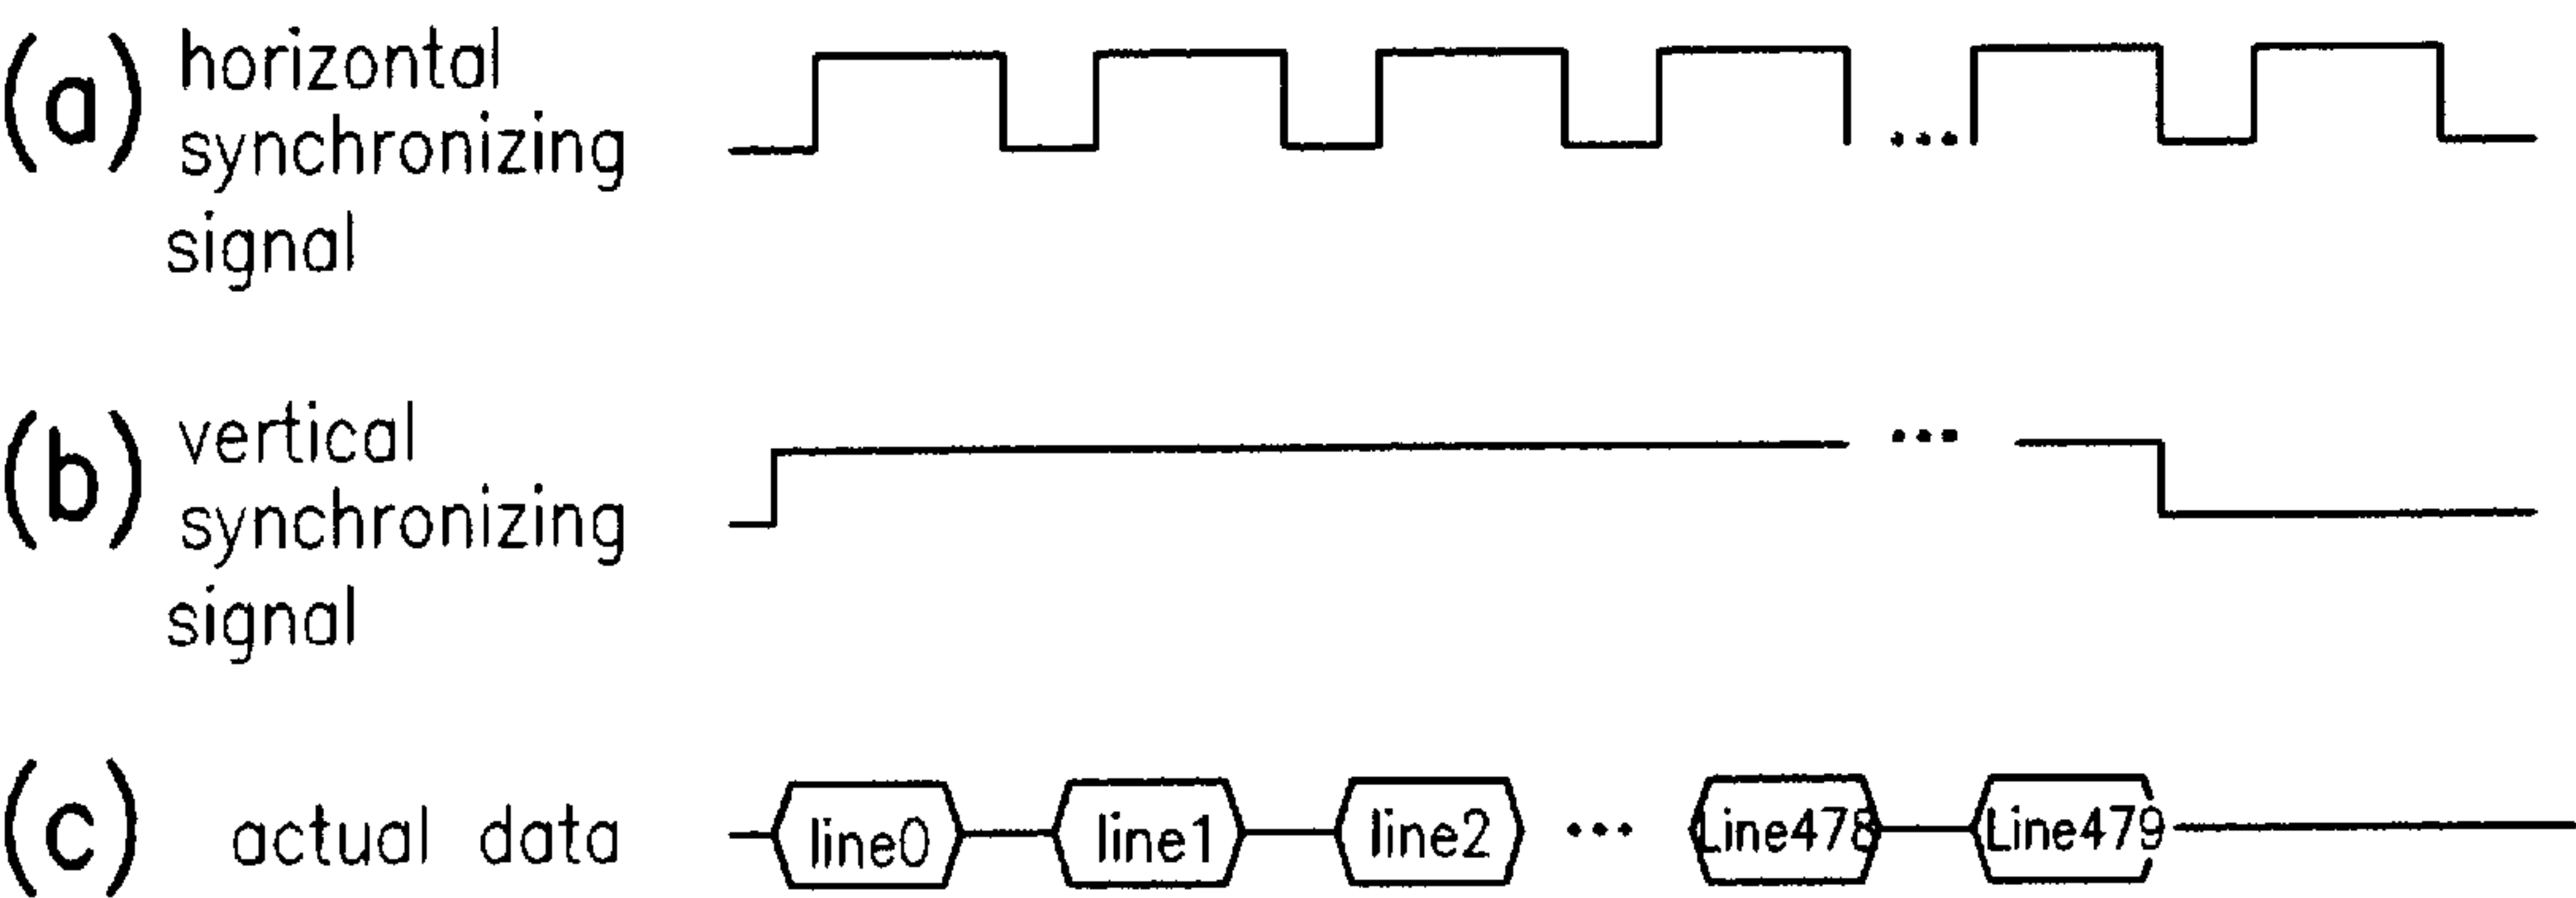 (a) horizontal
synchronizing
signal
...
(b) vertical
synchronizing
signal
...
(c) actual data
line0 line1 line2 ... Line478 Line479